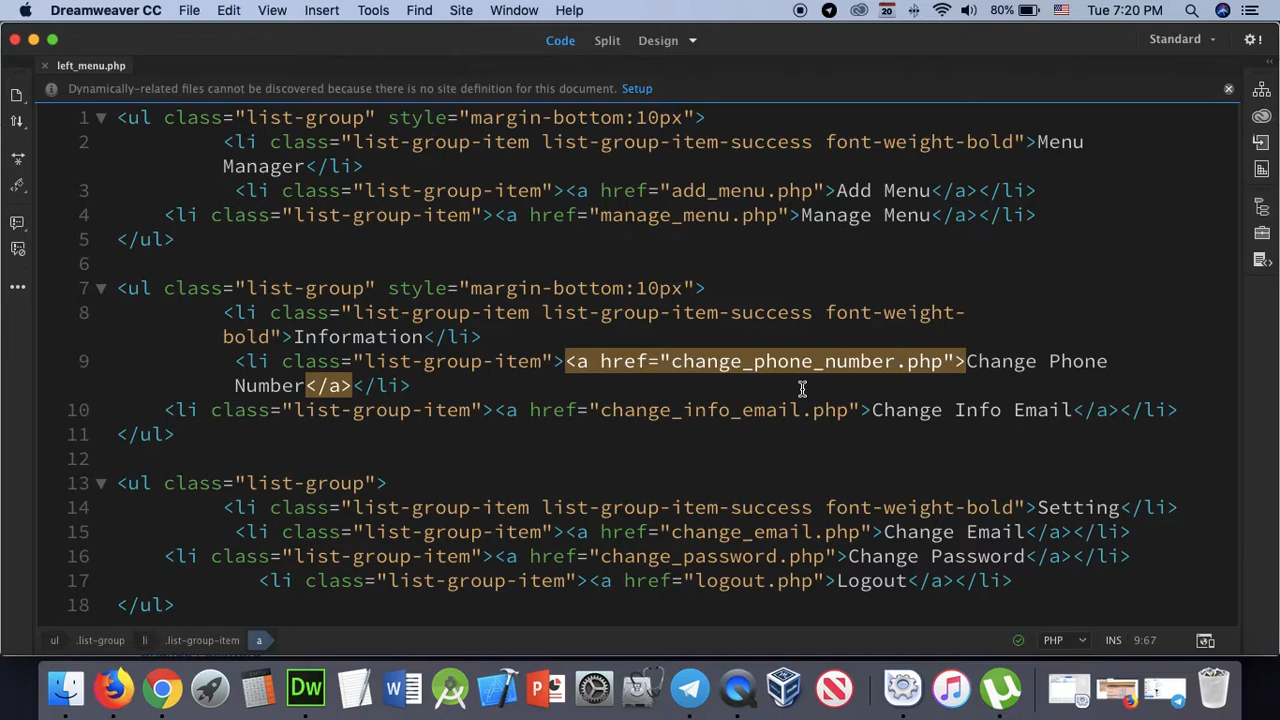 Dreamweaver CC File Edit View Insert Tools Find Site Window Help 20 80% Tue 7:20 PM
Code Split Design Standard
× left_menu.php
Dynamically-related files cannot be discovered because there is no site definition for this document. Setup
1 <ul class="list-group" style="margin-bottom:10px">
2 <li class="list-group-item list-group-item-success font-weight-bold">Menu
Manager</li>
3 <li class="list-group-item"><a href="add_menu.php">Add Menu</a></li>
4 <li class="list-group-item"><a href="manage_menu.php">Manage Menu</a></li>
5 </ul>
6
7 <ul class="list-group" style="margin-bottom:10px">
8 <li class="list-group-item list-group-item-success font-weight-
bold">Information</li>
9 <li class="list-group-item"><a href="change_phone_number.php">Change Phone
Number</a></li>
10 <li class="list-group-item"><a href="change_info_email.php">Change Info Email</a></li>
11 </ul>
12
13 <ul class="list-group">
14 <li class="list-group-item list-group-item-success font-weight-bold">Setting</li>
15 <li class="list-group-item"><a href="change_email.php">Change Email</a></li>
16 <li class="list-group-item"><a href="change_password.php">Change Password</a></li>
17 <li class="list-group-item"><a href="logout.php">Logout</a></li>
18 </ul>
ul .list-group li .list-group-item a PHP INS 9:67
Dw W P N µ